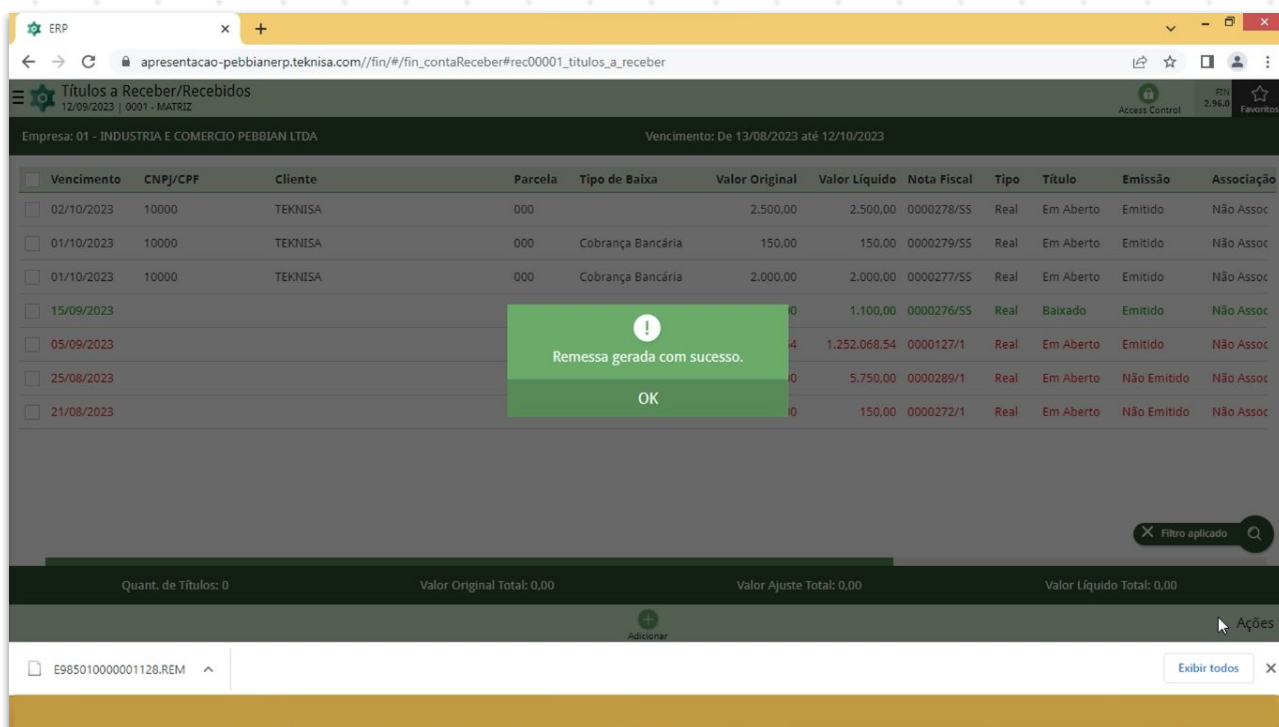 ERP
apresentacao-pebbianerp.teknisa.com//fin/#/fin_contaReceber#rec00001_titulos_a_receber
Títulos a Receber/Recebidos
12/09/2023 | 0001 - MATRIZ
Access Control
FIN
2.96.0
Favoritos
Empresa: 01 - INDUSTRIA E COMERCIO PEBBIAN LTDA Vencimento: De 13/08/2023 até 12/10/2023
Vencimento CNPJ/CPF Cliente Parcela Tipo de Baixa Valor Original Valor Líquido Nota Fiscal Tipo Título Emissão Associação
02/10/2023 10000 TEKNISA 000 2.500,00 2.500,00 0000278/SS Real Em Aberto Emitido Não Assoc
01/10/2023 10000 TEKNISA 000 Cobrança Bancária 150,00 150,00 0000279/SS Real Em Aberto Emitido Não Assoc
01/10/2023 10000 TEKNISA 000 Cobrança Bancária 2.000,00 2.000,00 0000277/SS Real Em Aberto Emitido Não Assoc
15/09/2023 0 1.100,00 0000276/SS Real Baixado Emitido Não Assoc
05/09/2023 4 1.252.068,54 0000127/1 Real Em Aberto Emitido Não Assoc
25/08/2023 0 5.750,00 0000289/1 Real Em Aberto Não Emitido Não Assoc
21/08/2023 0 150,00 0000272/1 Real Em Aberto Não Emitido Não Assoc
Remessa gerada com sucesso.
OK
Filtro aplicado
Quant. de Títulos: 0 Valor Original Total: 0,00 Valor Ajuste Total: 0,00 Valor Líquido Total: 0,00
Adicionar
Ações
E985010000001128.REM
Exibir todos